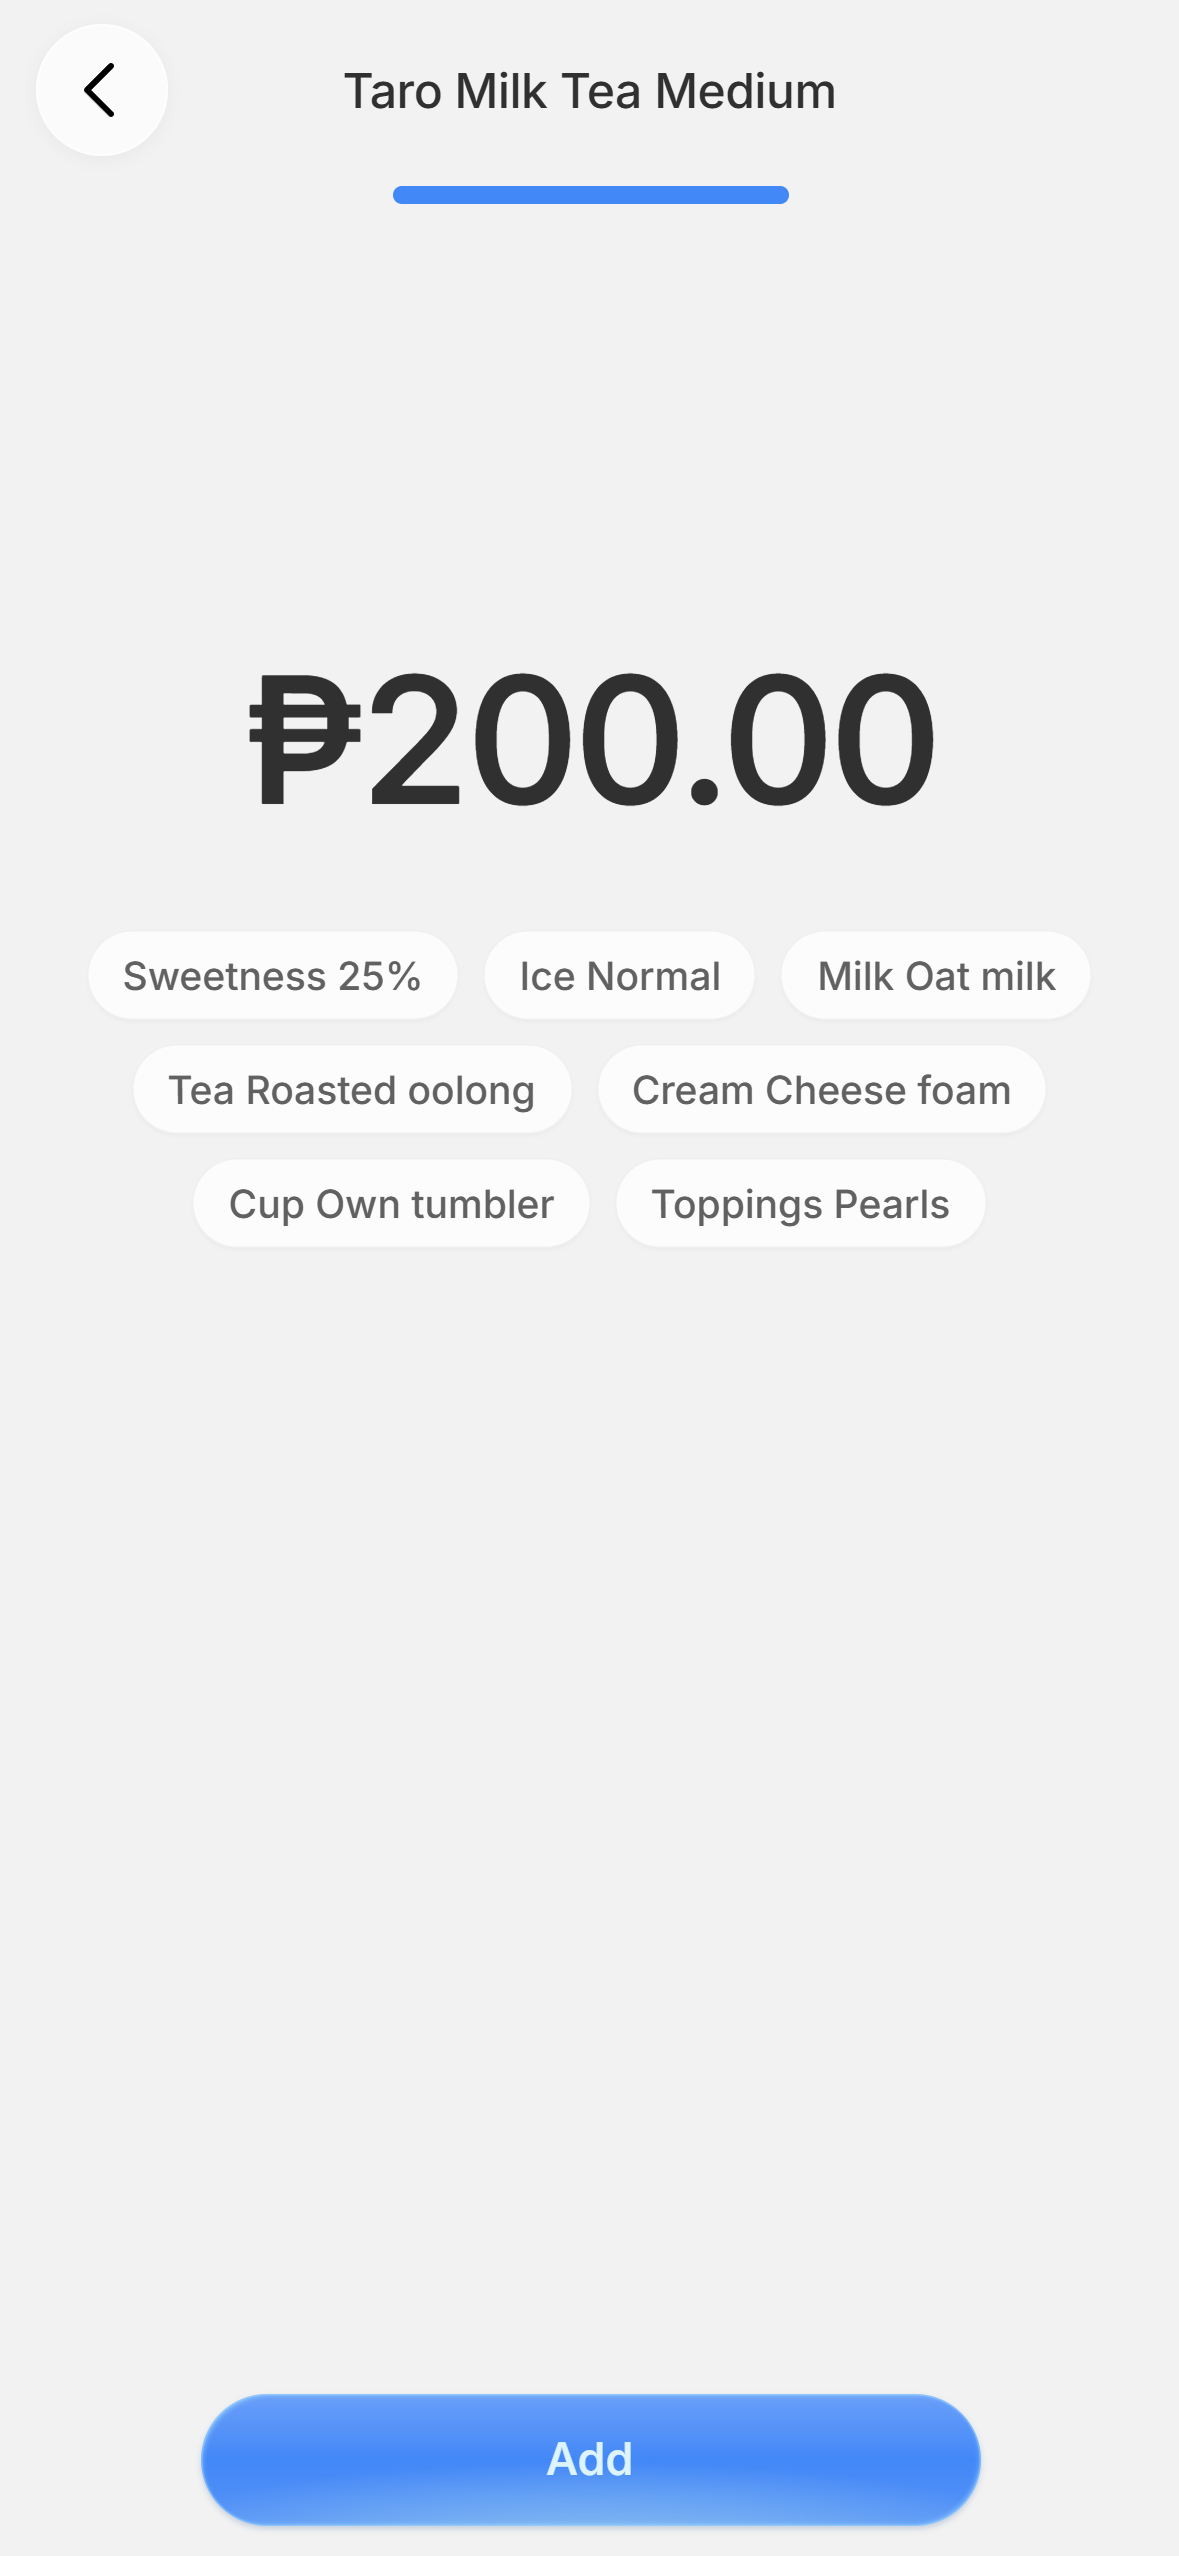 Taro Milk Tea Medium
₱200.00
Sweetness 25% Ice Normal Milk Oat milk
Tea Roasted oolong Cream Cheese foam
Cup Own tumbler Toppings Pearls
Add